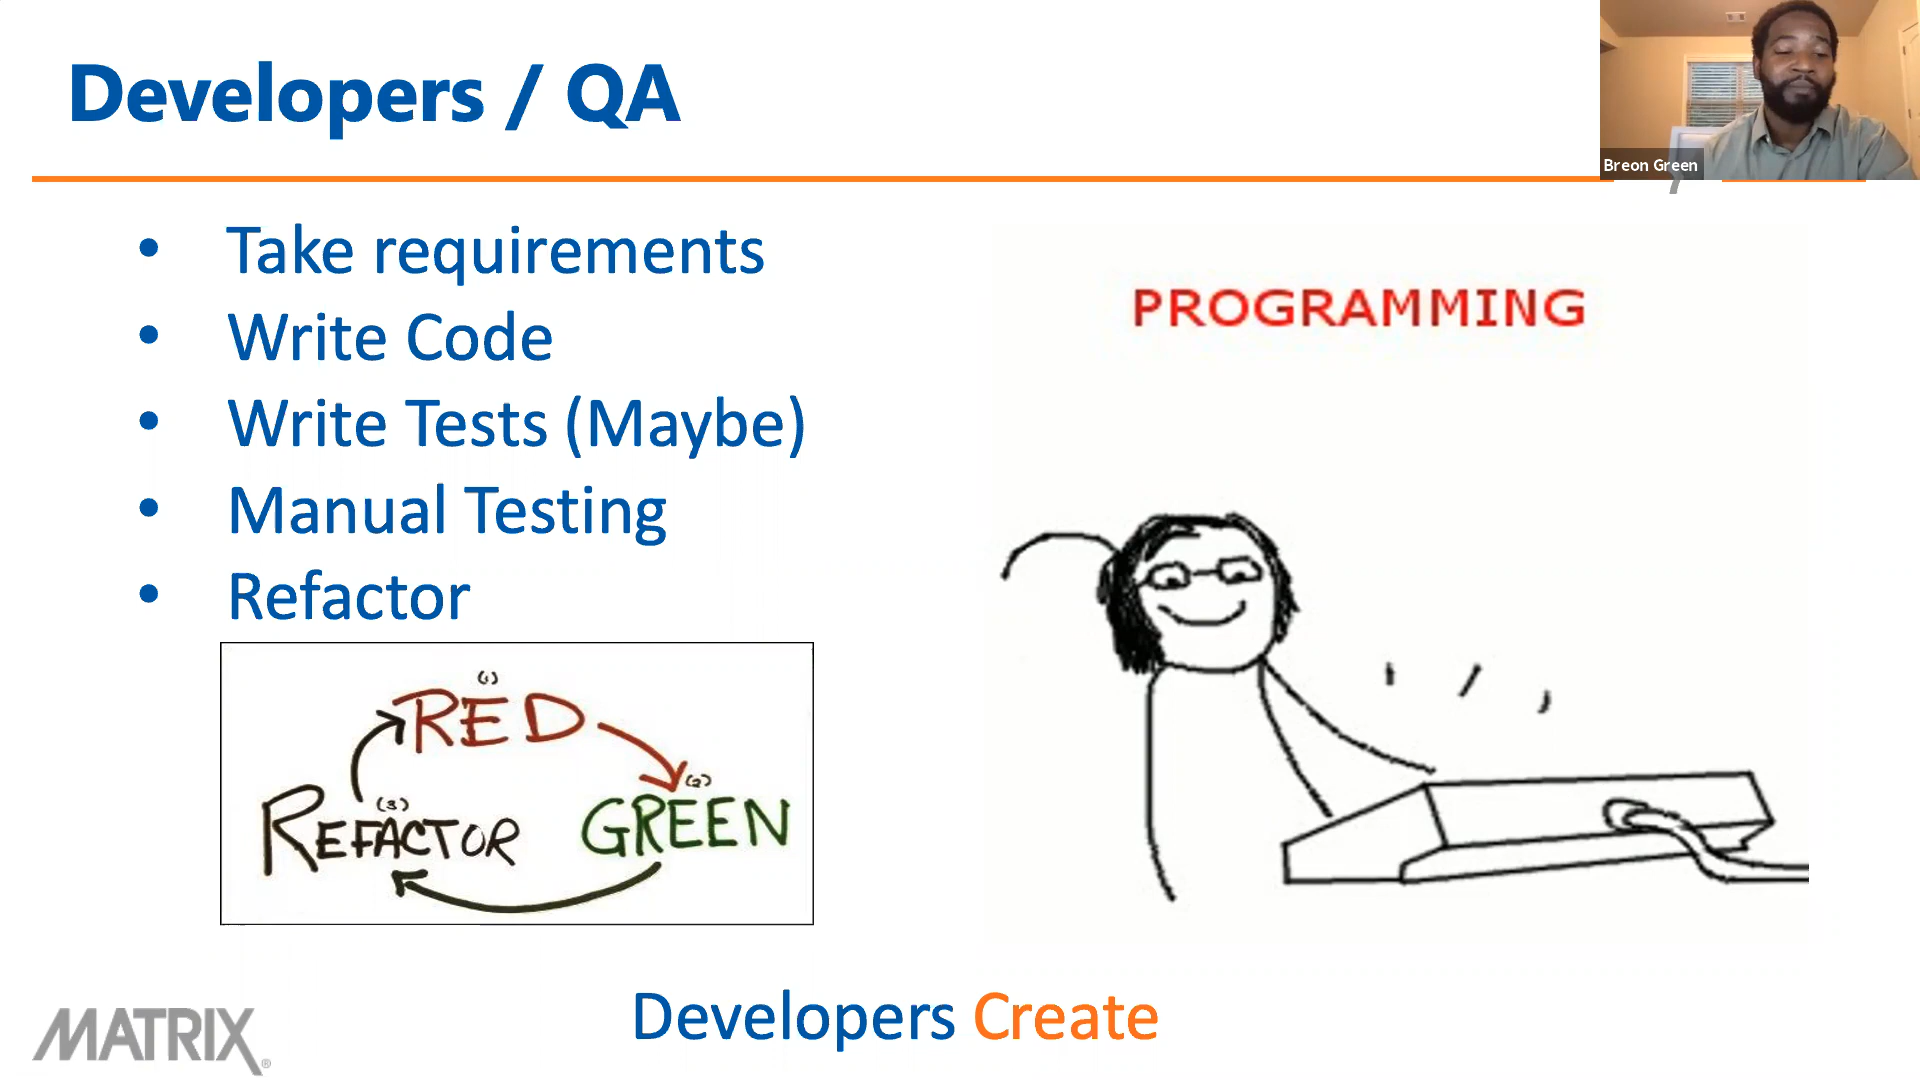 Developers / QA
Breon Green
• Take requirements
• Write Code
• Write Tests (Maybe)
• Manual Testing
• Refactor
PROGRAMMING
(1)
RED
(2)
GREEN
(3)
REFACTOR
Developers Create
MATRIX®